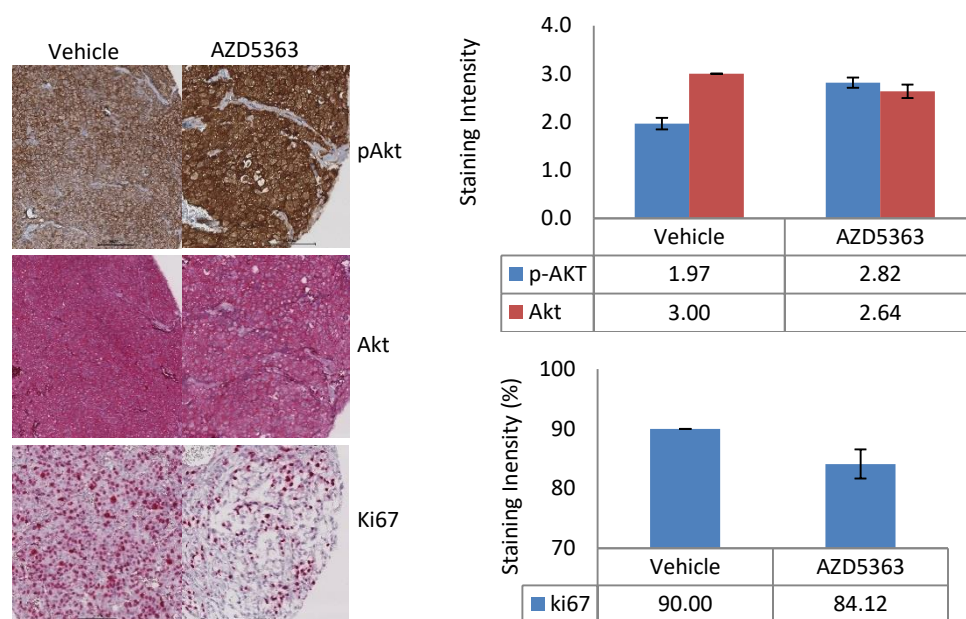 Vehicle AZD5363
pAkt
Akt
Ki67
Staining Intensity
4.0
3.0
2.0
1.0
0.0
Vehicle AZD5363
p-AKT 1.97 2.82
Akt 3.00 2.64
Staining Inensity (%)
100
90
80
70
Vehicle AZD5363
ki67 90.00 84.12